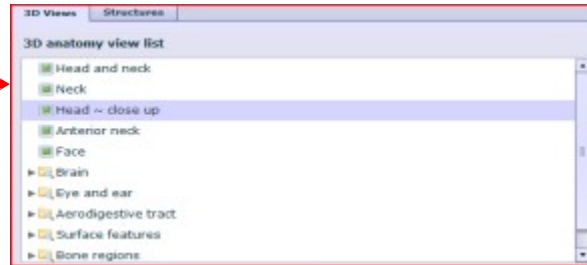 3D Views Structures
3D anatomy view list
Head and neck
Neck
Head ~ close up
Anterior neck
Face
Brain
Eye and ear
Aerodigestive tract
Surface features
Bone regions